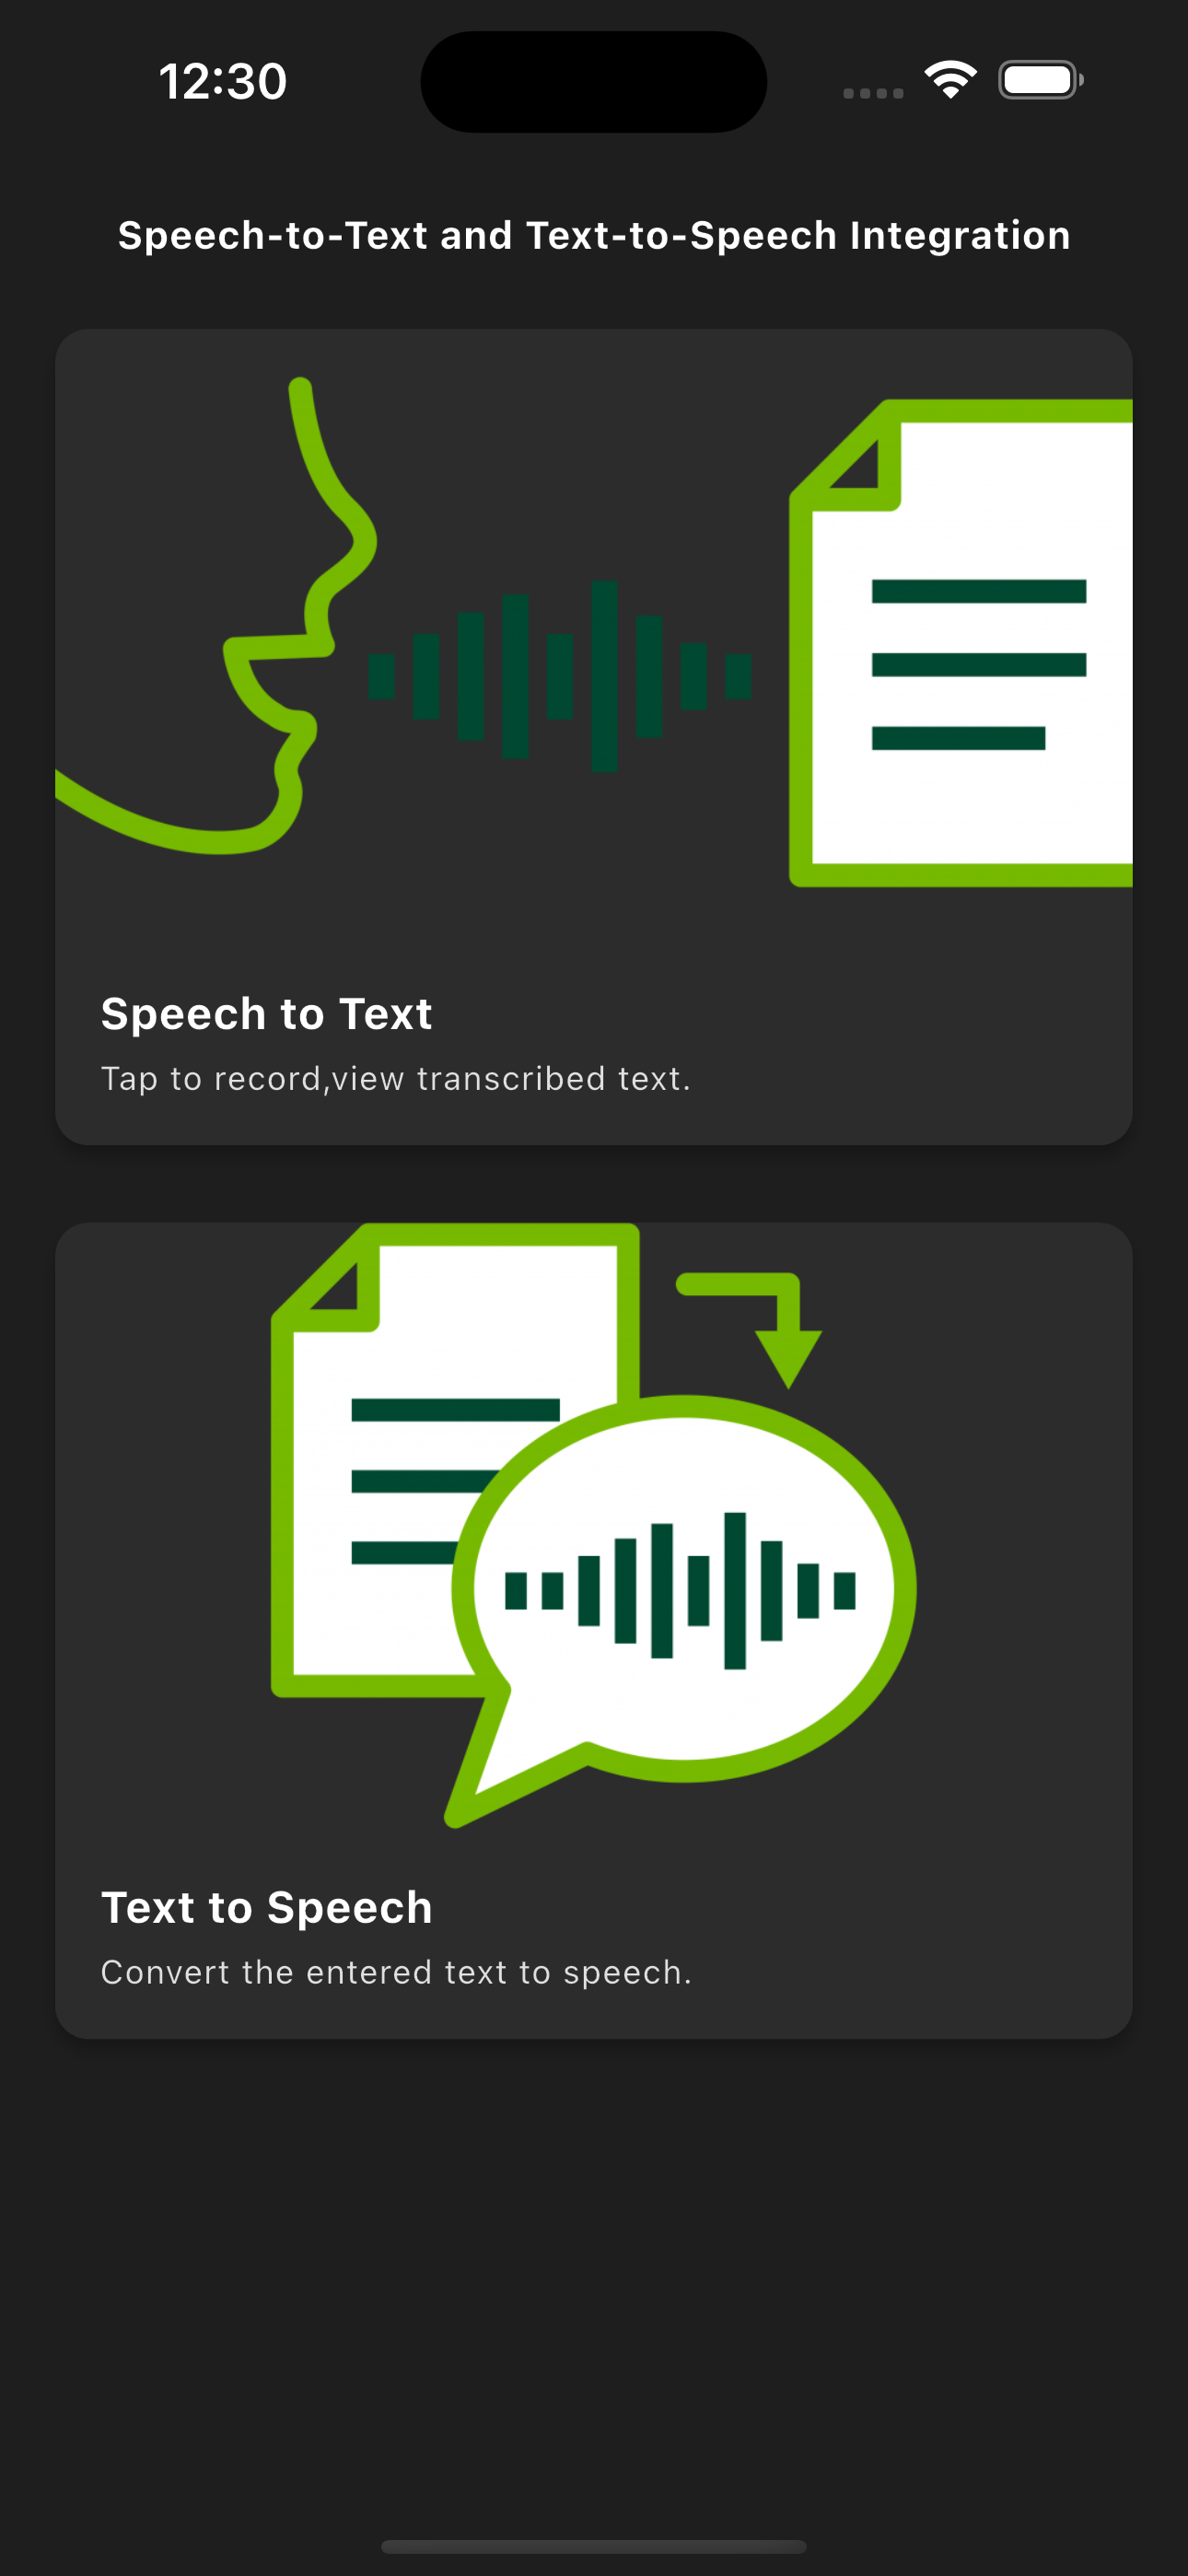 12:30
Speech-to-Text and Text-to-Speech Integration
Speech to Text
Tap to record,view transcribed text.
Text to Speech
Convert the entered text to speech.